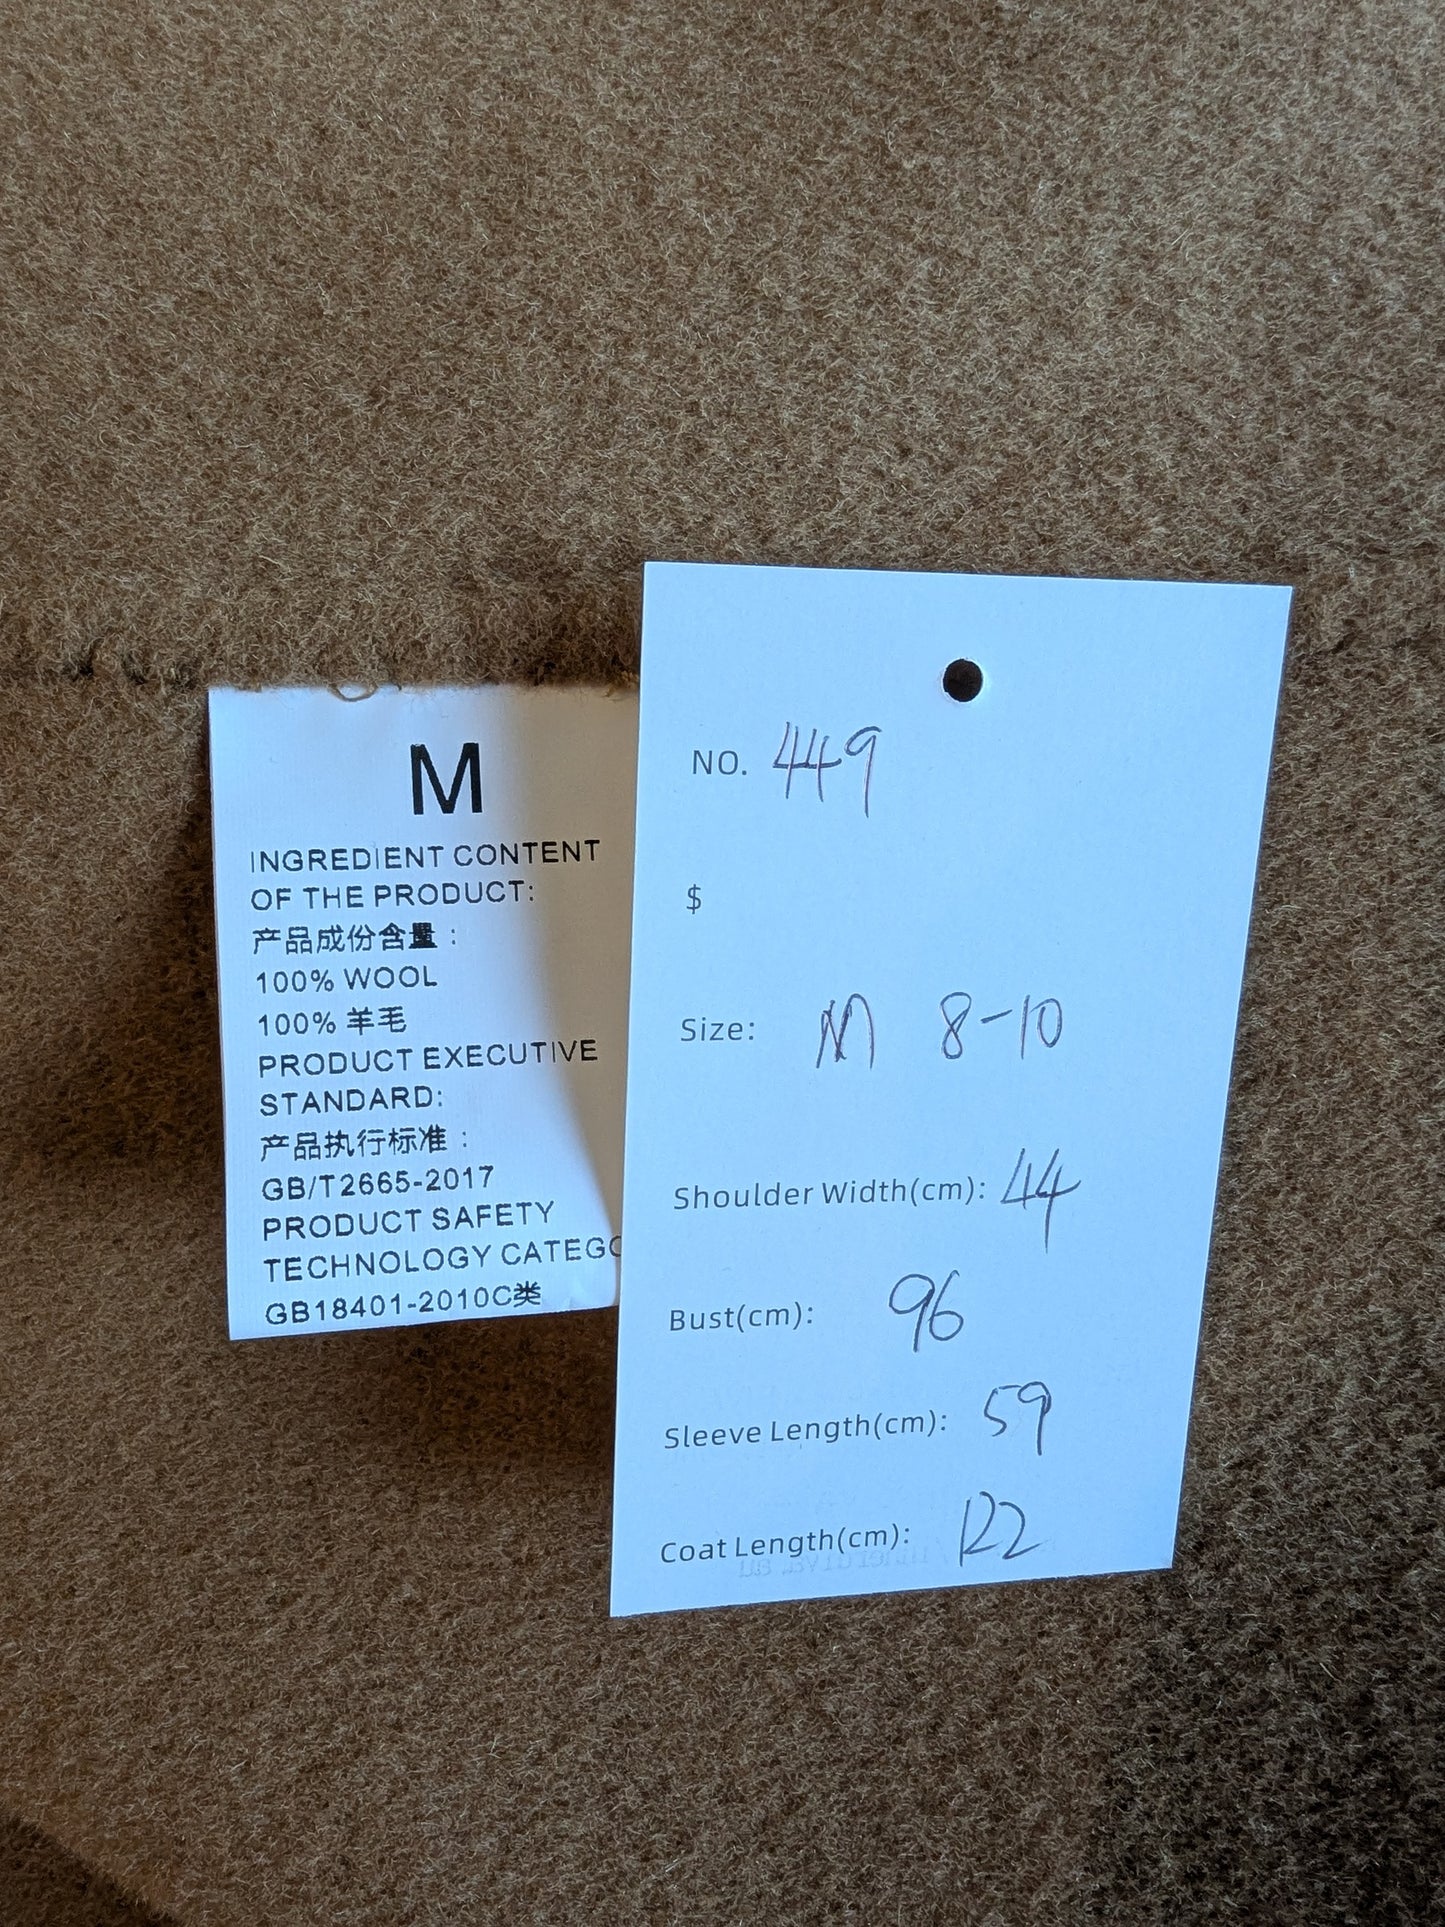 M
INGREDIENT CONTENT
OF THE PRODUCT:
产品成份含量：
100% WOOL
100% 羊毛
PRODUCT EXECUTIVE
STANDARD:
产品执行标准：
GB/T2665-2017
PRODUCT SAFETY
TECHNOLOGY
GB18401-2010C类
NO. 449
$
Size: M 8-10
Shoulder Width(cm): 44
Bust(cm): 96
Sleeve Length(cm): 59
Coat Length(cm): 122